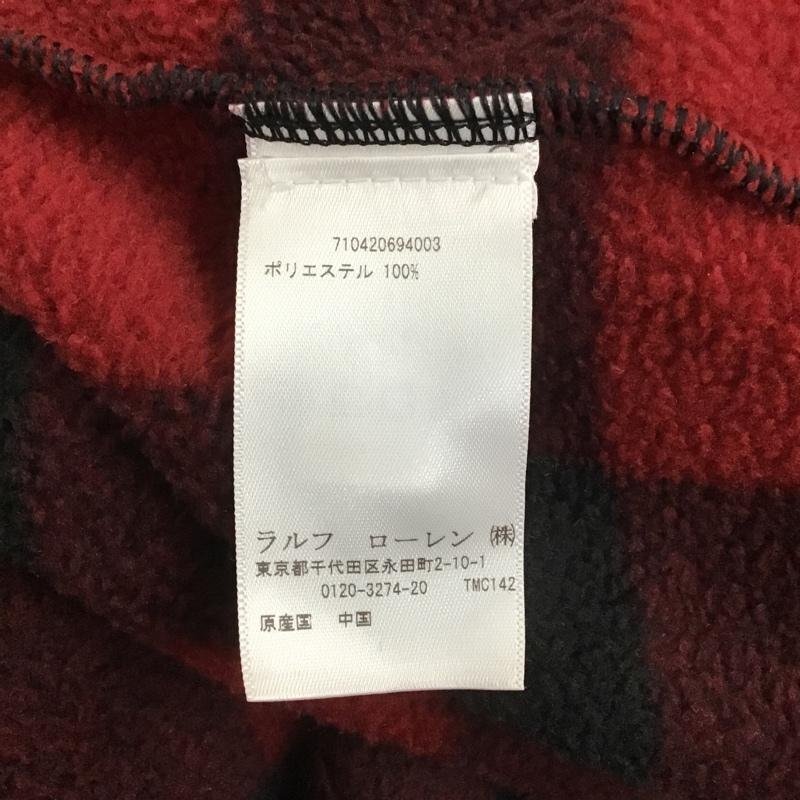 710420694003
ポリエステル 100%
ラルフ ローレン ㈱
東京都千代田区永田町2-10-1
0120-3274-20 TMC142
原産国 中国